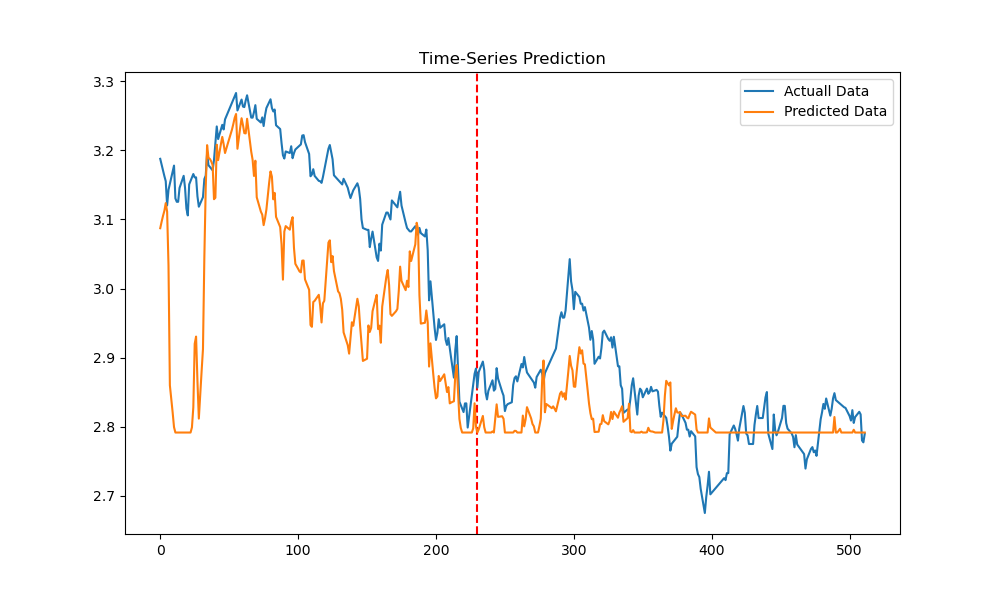 Time-Series Prediction
Actuall Data
Predicted Data
3.3
3.2
3.1
3.0
2.9
2.8
2.7
0 100 200 300 400 500